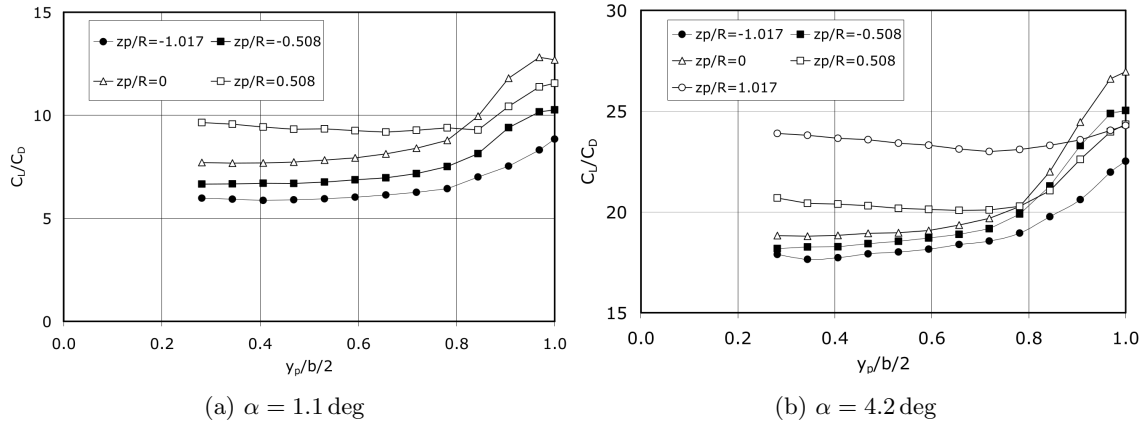 15
10
5
0
C_L/C_D
zp/R=-1.017 zp/R=-0.508
zp/R=0 zp/R=0.508
0.0 0.2 0.4 0.6 0.8 1.0
y_p/b/2
(a) α = 1.1 deg
30
25
20
15
C_L/C_D
zp/R=-1.017 zp/R=-0.508
zp/R=0 zp/R=0.508
zp/R=1.017
0.0 0.2 0.4 0.6 0.8 1.0
y_p/b/2
(b) α = 4.2 deg